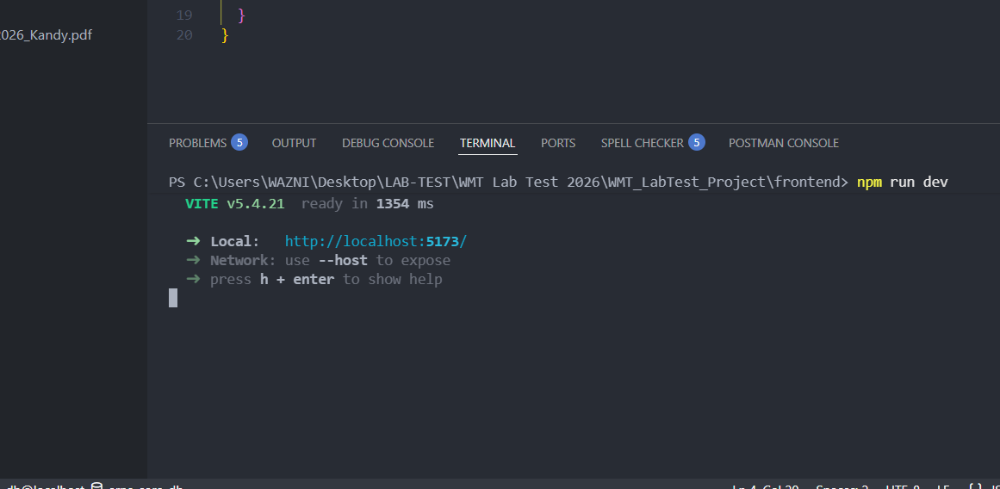 19 }
20 }
026_Kandy.pdf
PROBLEMS 5 OUTPUT DEBUG CONSOLE TERMINAL PORTS SPELL CHECKER 5 POSTMAN CONSOLE
PS C:\Users\WAZNI\Desktop\LAB-TEST\WMT Lab Test 2026\WMT_LabTest_Project\frontend> npm run dev
VITE v5.4.21 ready in 1354 ms
➜ Local: http://localhost:5173/
➜ Network: use --host to expose
➜ press h + enter to show help